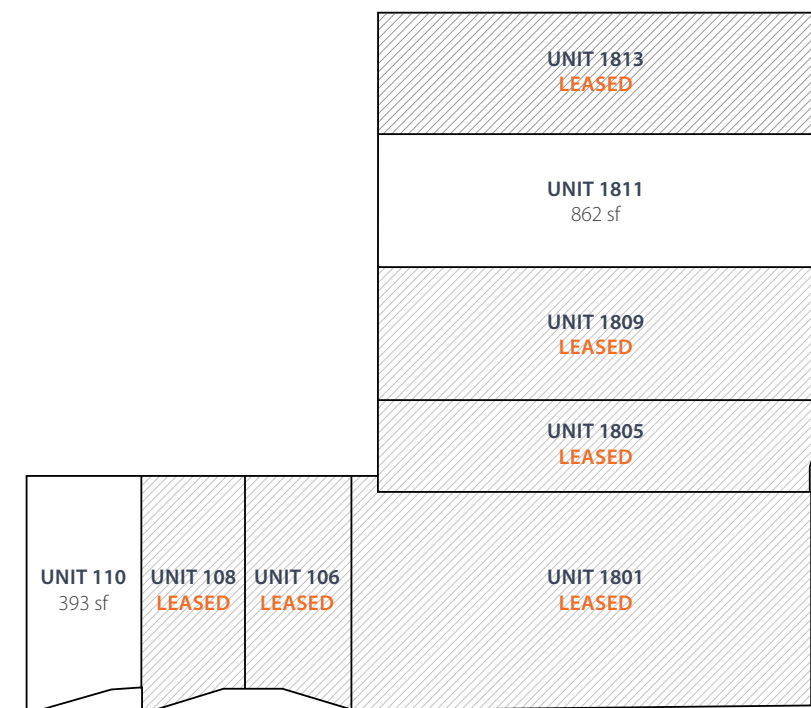 UNIT 1813
LEASED
UNIT 1811
862 sf
UNIT 1809
LEASED
UNIT 1805
LEASED
UNIT 110
393 sf
UNIT 108
LEASED
UNIT 106
LEASED
UNIT 1801
LEASED